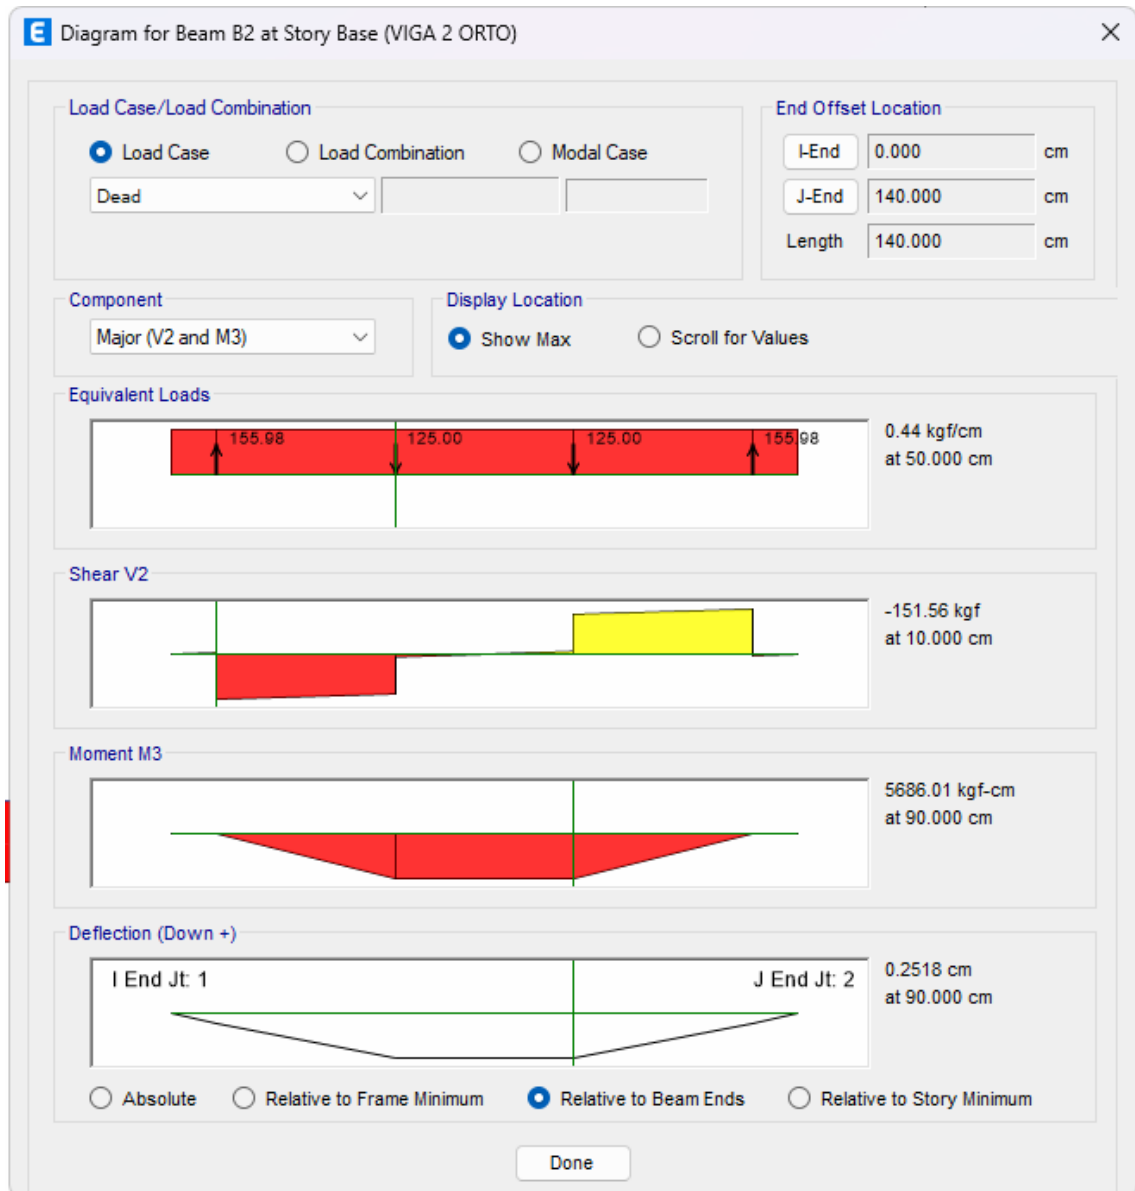 E Diagram for Beam B2 at Story Base (VIGA 2 ORTO)
Load Case/Load Combination
Load Case Load Combination Modal Case
Dead
End Offset Location
I-End 0.000 cm
J-End 140.000 cm
Length 140.000 cm
Component
Major (V2 and M3)
Display Location
Show Max Scroll for Values
Equivalent Loads
155.98 125.00 125.00 155.98
0.44 kgf/cm
at 50.000 cm
Shear V2
-151.56 kgf
at 10.000 cm
Moment M3
5686.01 kgf-cm
at 90.000 cm
Deflection (Down +)
I End Jt: 1 J End Jt: 2
0.2518 cm
at 90.000 cm
Absolute Relative to Frame Minimum Relative to Beam Ends Relative to Story Minimum
Done